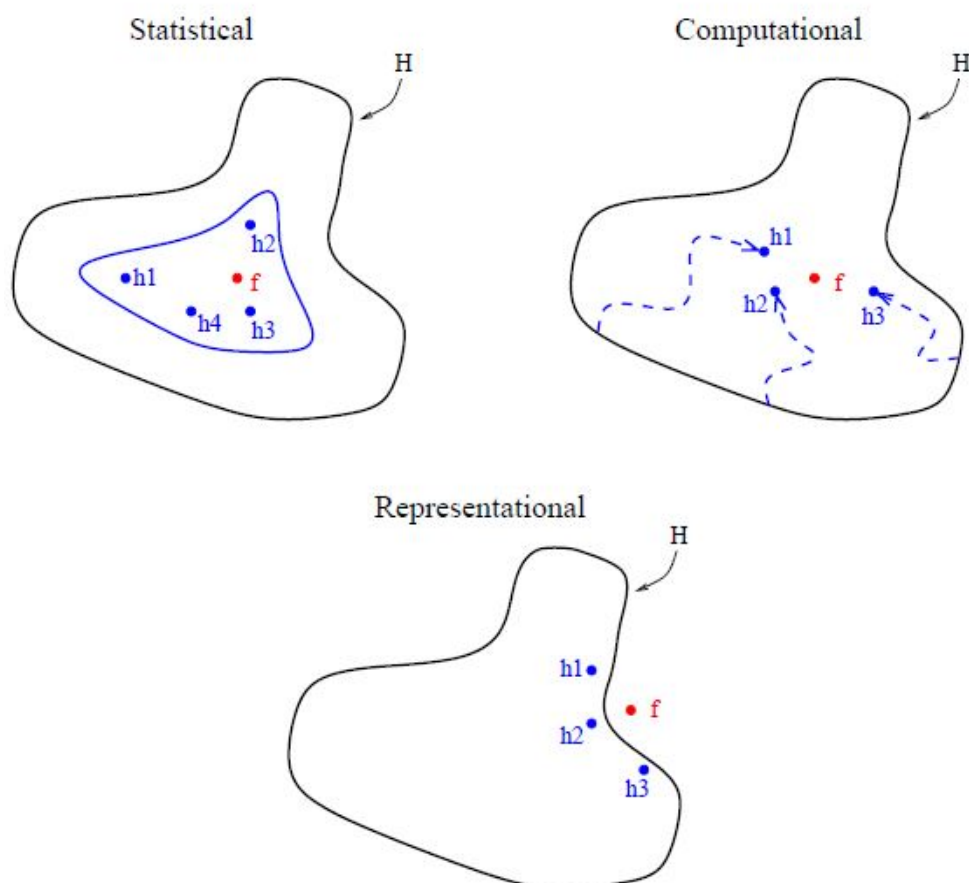 Statistical
H
h2
h1
f
h4
h3
Computational
H
h1
f
h2
h3
Representational
H
h1
f
h2
h3